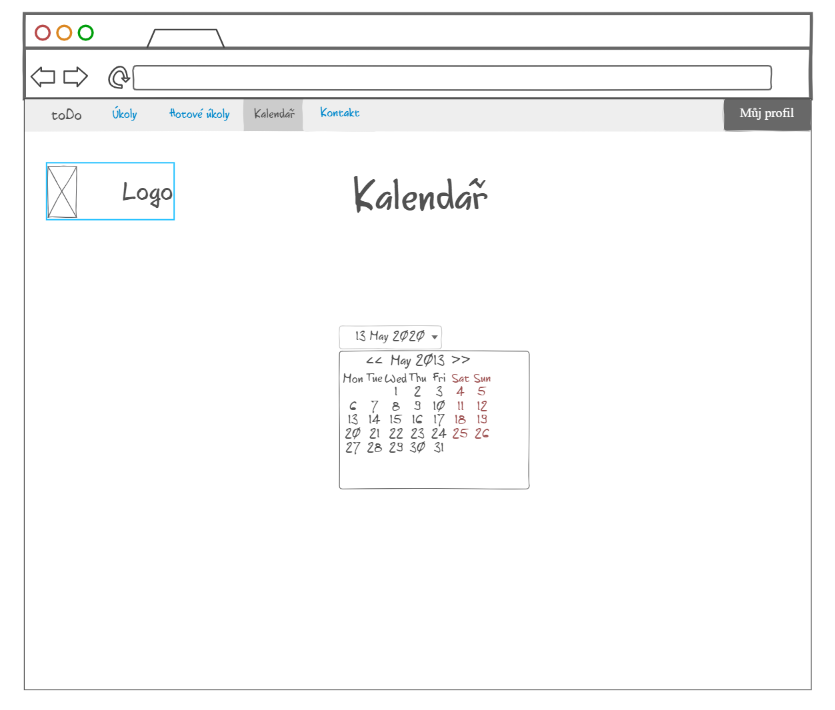 toDo Úkoly Hotové úkoly Kalendář Kontakt Můj profil
Logo
Kalendář
13 May 2020
<< May 2013 >>
Mon Tue Wed Thu Fri Sat Sun
1 2 3 4 5
6 7 8 9 10 11 12
13 14 15 16 17 18 19
20 21 22 23 24 25 26
27 28 29 30 31